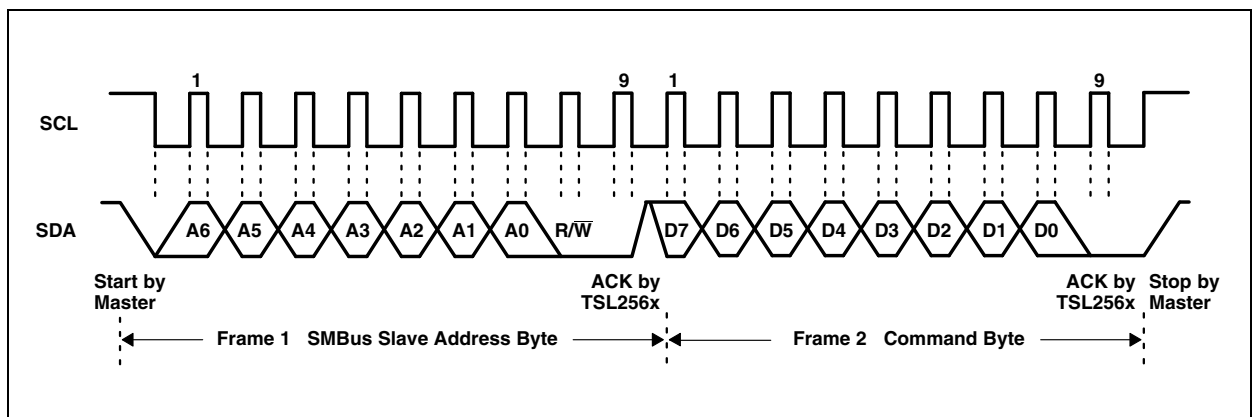 1 9 1 9
SCL
SDA A6 A5 A4 A3 A2 A1 A0 R/W̅ D7 D6 D5 D4 D3 D2 D1 D0
Start by Master
ACK by TSL256x
ACK by TSL256x
Stop by Master
Frame 1 SMBus Slave Address Byte
Frame 2 Command Byte